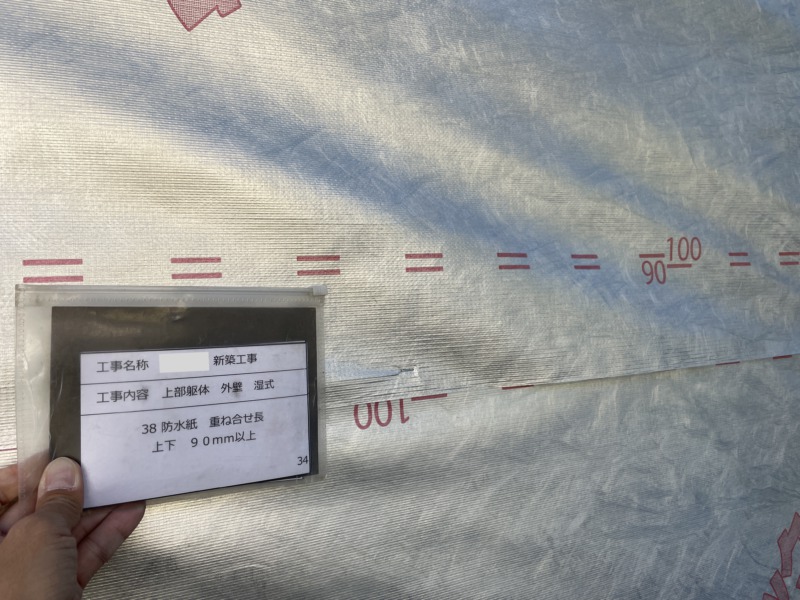 100
90
工事名称 新築工事
工事内容 上部躯体 外壁 湿式
38 防水紙 重ね合せ長
上下 90mm以上
34
100